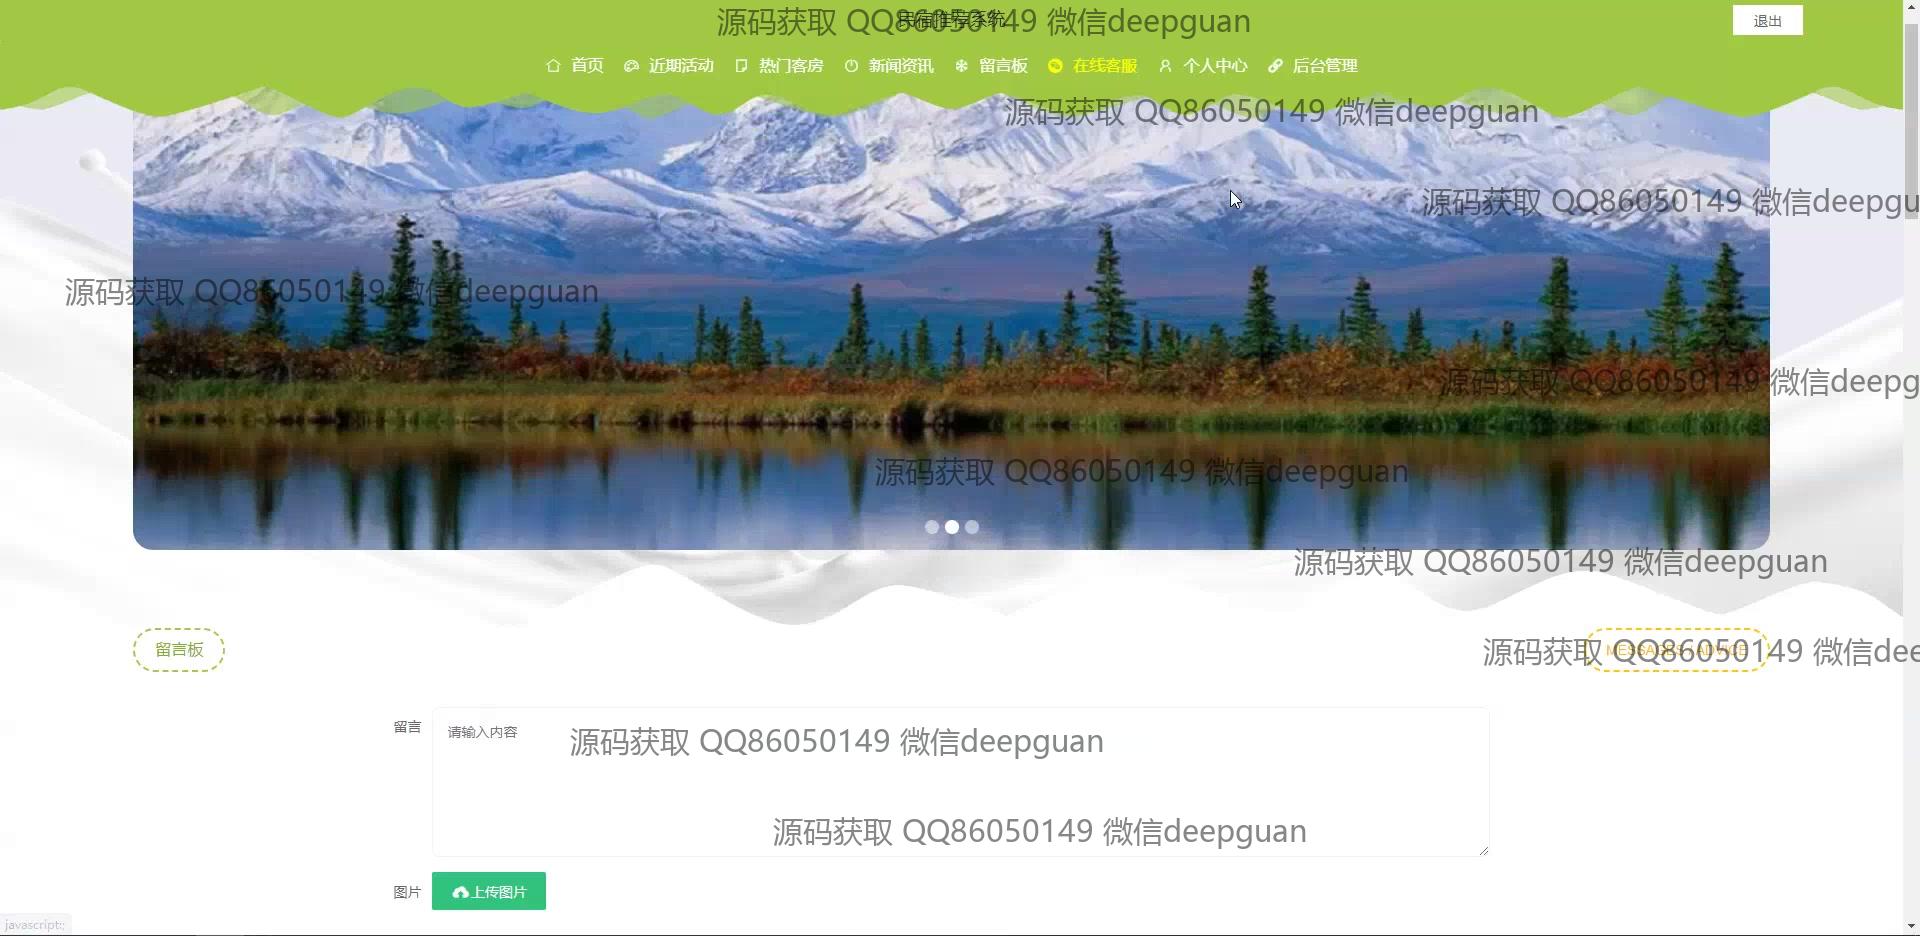 民宿推荐系统
源码获取 QQ86050149 微信deepguan
退出
首页 近期活动 热门客房 新闻资讯 留言板 在线客服 个人中心 后台管理
源码获取 QQ86050149 微信deepguan
源码获取 QQ86050149 微信deepgu
源码获取 QQ86050149 微信deepguan
源码获取 QQ86050149 微信deepg
源码获取 QQ86050149 微信deepguan
源码获取 QQ86050149 微信deepguan
留言板
MESSAGES / ADVICE
源码获取 QQ86050149 微信dee
留言
请输入内容
源码获取 QQ86050149 微信deepguan
源码获取 QQ86050149 微信deepguan
图片
上传图片
javascript:;